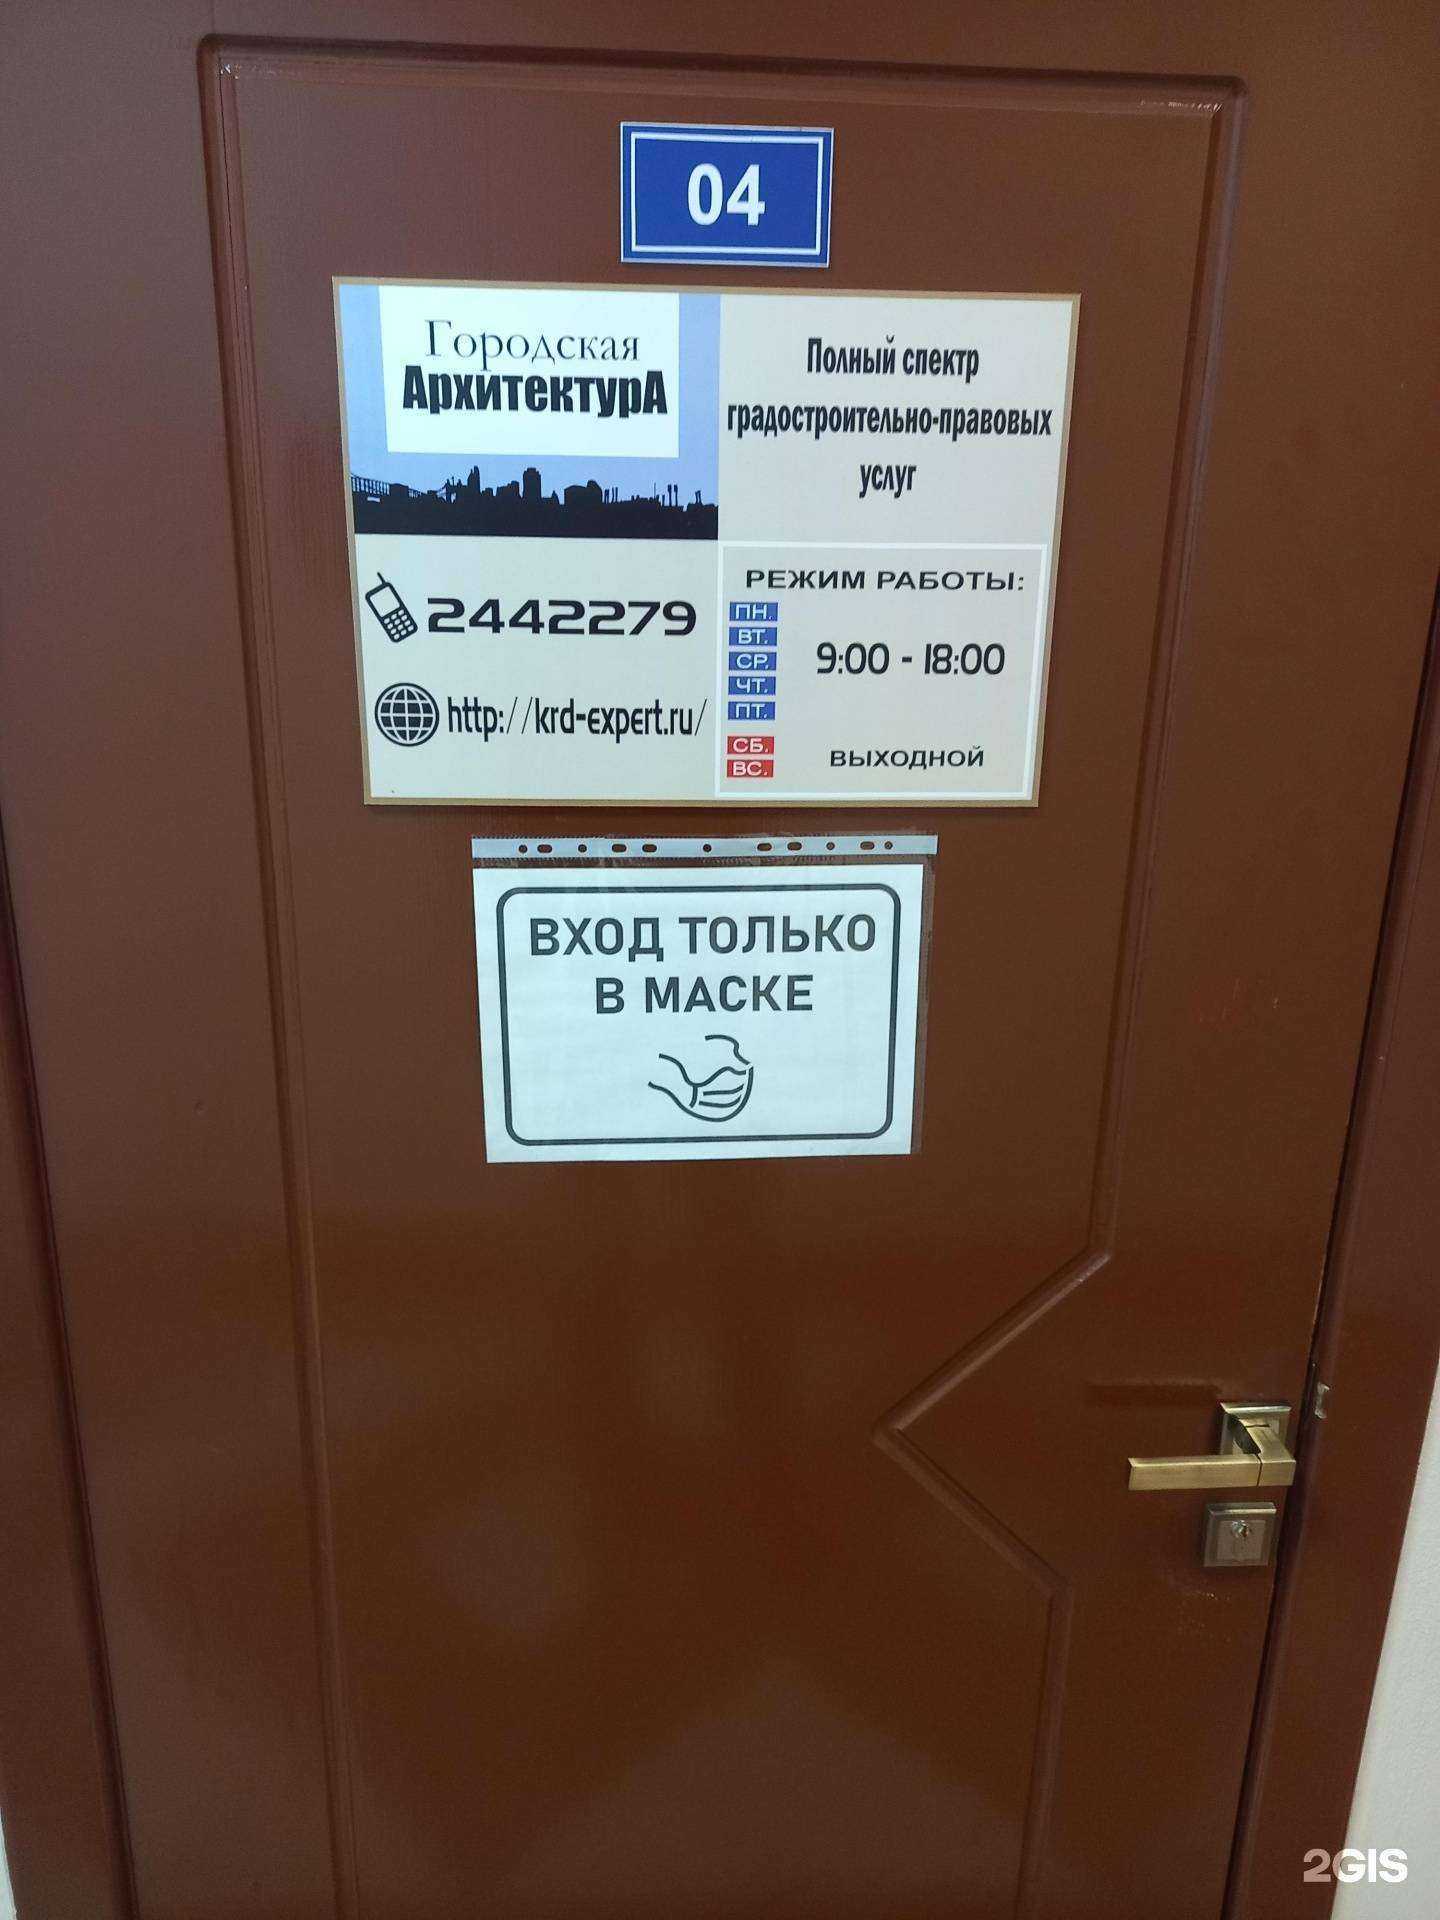 04
Городская
АрхитектурА
Полный спектр
градостроительно-правовых
услуг
2442279
http://krd-expert.ru/
РЕЖИМ РАБОТЫ:
ПН.
ВТ.
СР.
ЧТ.
ПТ.
9:00 - 18:00
СБ.
ВС.
ВЫХОДНОЙ
ВХОД ТОЛЬКО
В МАСКЕ
2GIS